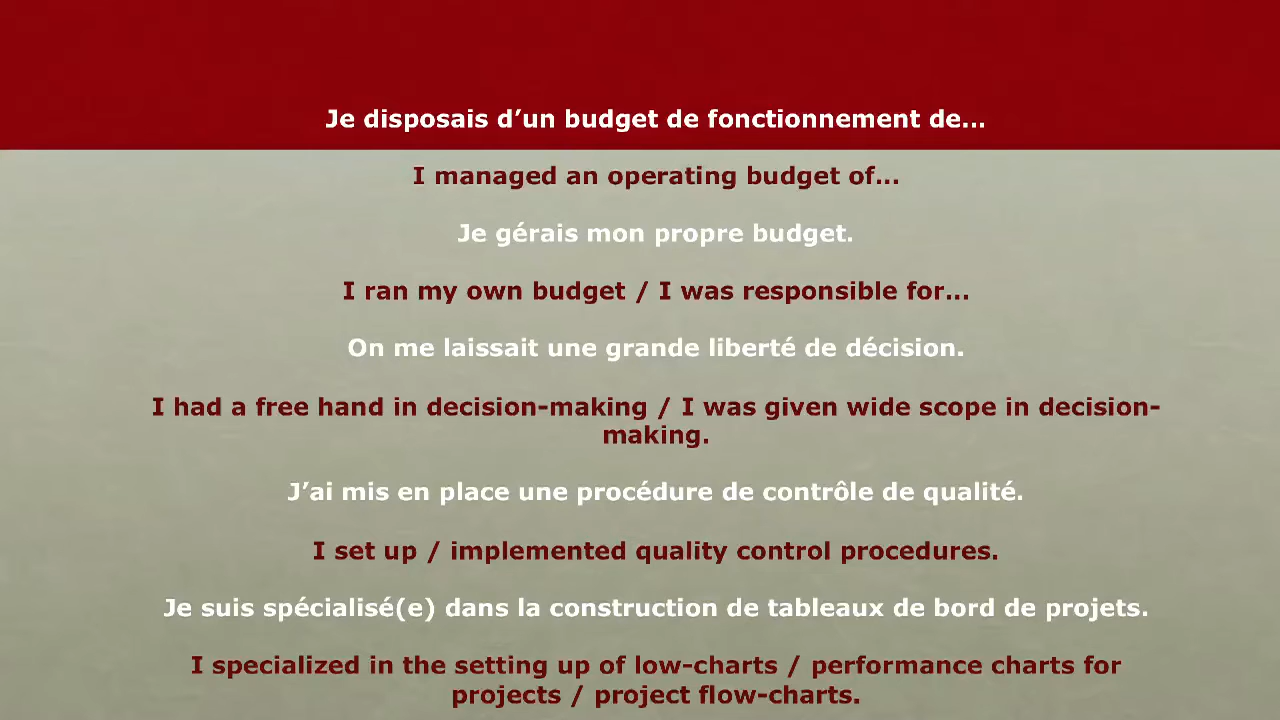 Je disposais d’un budget de fonctionnement de…
I managed an operating budget of…
Je gérais mon propre budget.
I ran my own budget / I was responsible for…
On me laissait une grande liberté de décision.
I had a free hand in decision-making / I was given wide scope in decision-
making.
J’ai mis en place une procédure de contrôle de qualité.
I set up / implemented quality control procedures.
Je suis spécialisé(e) dans la construction de tableaux de bord de projets.
I specialized in the setting up of low-charts / performance charts for
projects / project flow-charts.